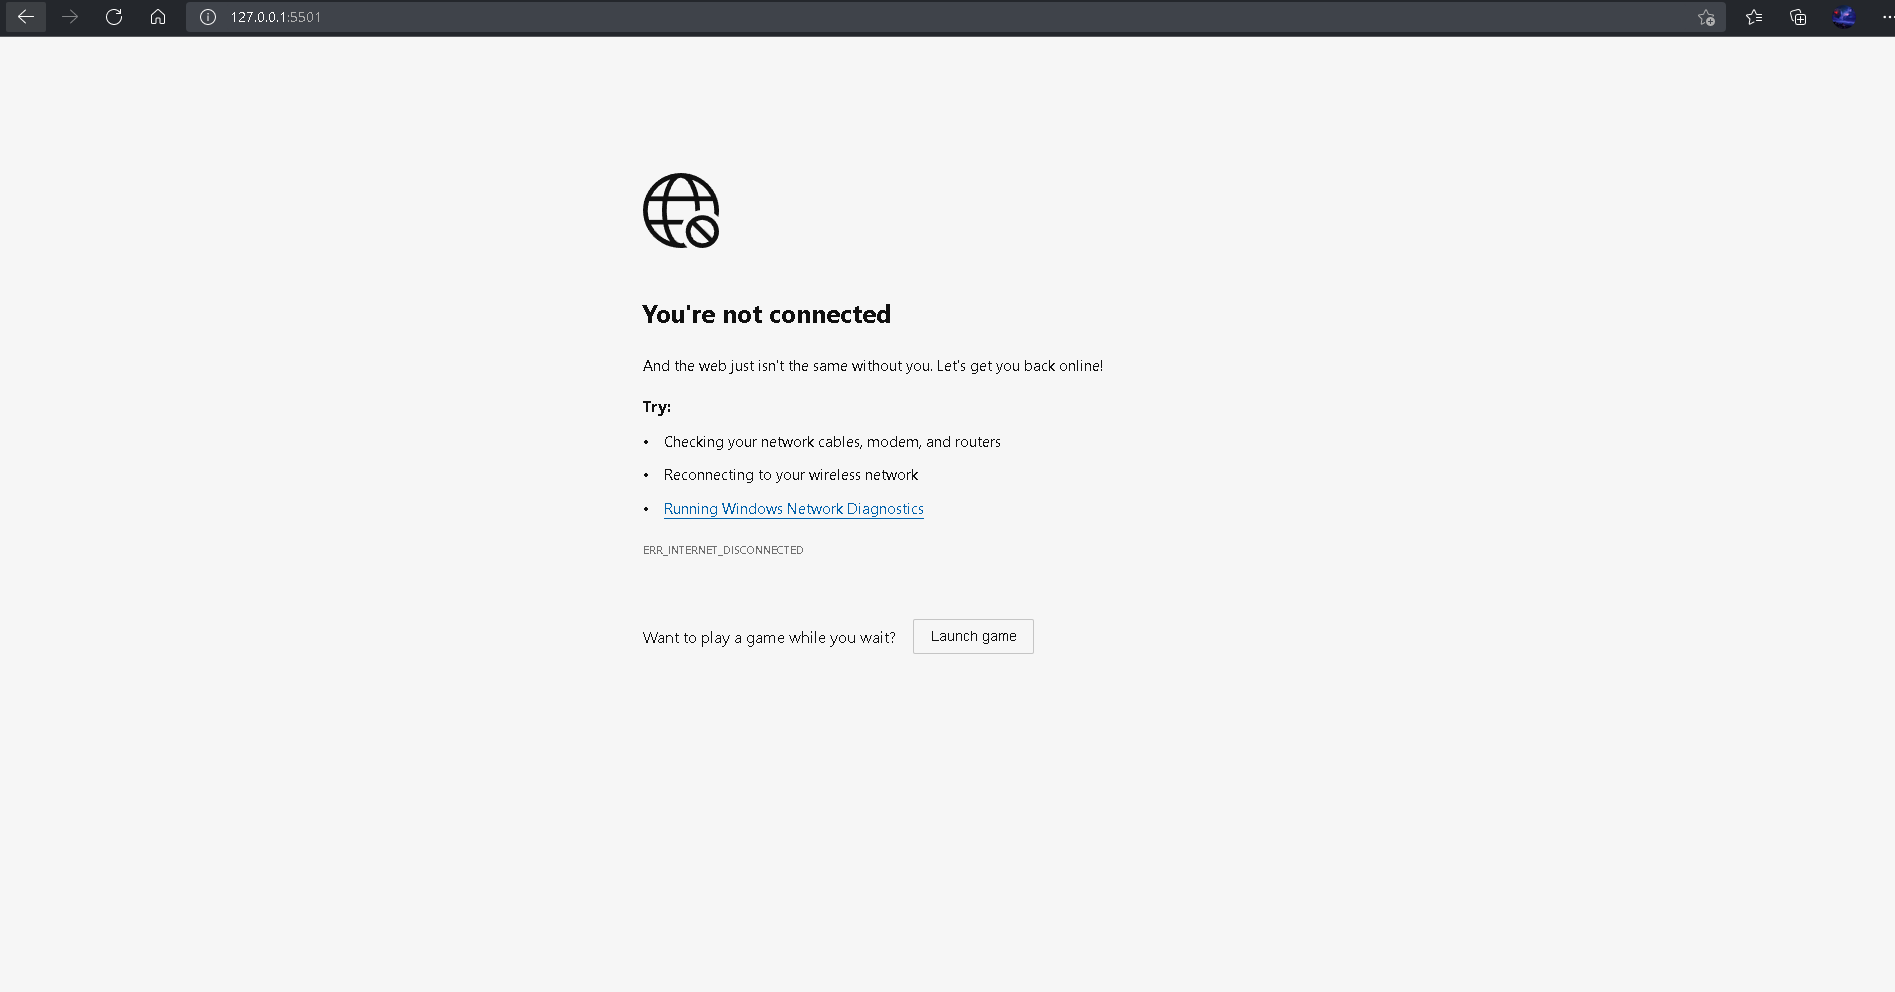 127.0.0.1:5501
You're not connected
And the web just isn't the same without you. Let's get you back online!
Try:
• Checking your network cables, modem, and routers
• Reconnecting to your wireless network
• Running Windows Network Diagnostics
ERR_INTERNET_DISCONNECTED
Want to play a game while you wait? Launch game